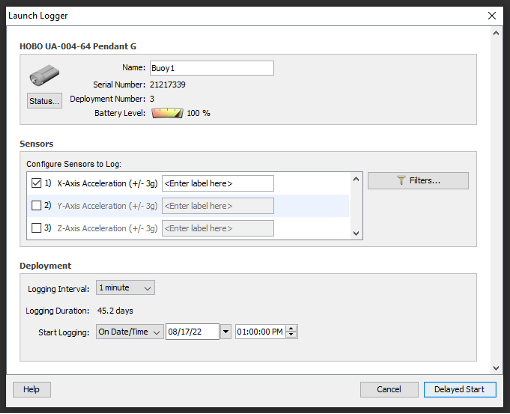 Launch Logger
HOBO UA-004-64 Pendant G
Name: Buoy1
Serial Number: 21217339
Status... Deployment Number: 3
Battery Level: 100 %
Sensors
Configure Sensors to Log:
1) X-Axis Acceleration (+/- 3g) <Enter label here>
Filters...
2) Y-Axis Acceleration (+/- 3g) <Enter label here>
3) Z-Axis Acceleration (+/- 3g) <Enter label here>
Deployment
Logging Interval: 1 minute
Logging Duration: 45.2 days
Start Logging: On Date/Time 08/17/22 01:00:00 PM
Help Cancel Delayed Start